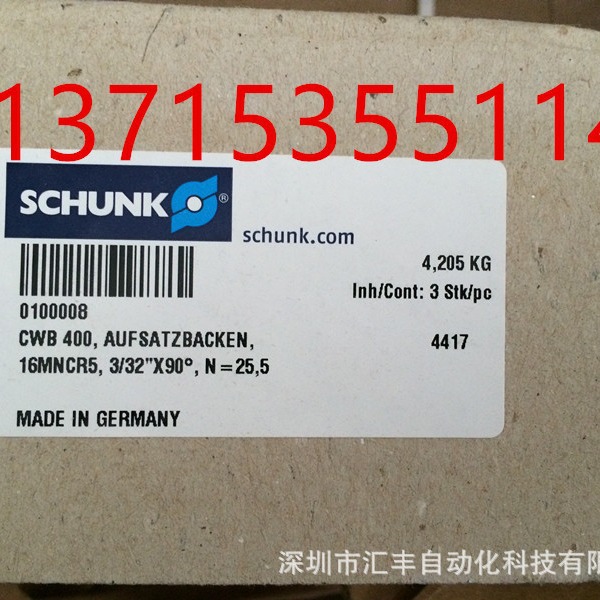 13715355114
SCHUNK ®
schunk.com
4,205 KG
Inh/Cont: 3 Stk/pc
0100008
CWB 400, AUFSATZBACKEN, 4417
16MNCR5, 3/32"X90°, N=25,5
MADE IN GERMANY
深圳市汇丰自动化科技有限